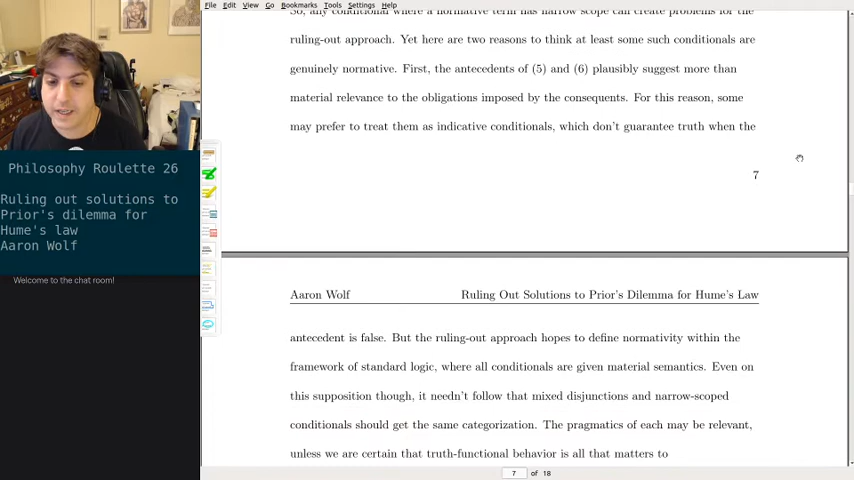 File Edit View Go Bookmarks Tools Settings Help
So, any conditional where a normative term has narrow scope can create problems for the
ruling-out approach. Yet here are two reasons to think at least some such conditionals are
genuinely normative. First, the antecedents of (5) and (6) plausibly suggest more than
material relevance to the obligations imposed by the consequents. For this reason, some
may prefer to treat them as indicative conditionals, which don't guarantee truth when the
7
Philosophy Roulette 26
Ruling out solutions to
Prior's dilemma for
Hume's law
Aaron Wolf
Welcome to the chat room!
Aaron Wolf Ruling Out Solutions to Prior's Dilemma for Hume's Law
antecedent is false. But the ruling-out approach hopes to define normativity within the
framework of standard logic, where all conditionals are given material semantics. Even on
this supposition though, it needn't follow that mixed disjunctions and narrow-scoped
conditionals should get the same categorization. The pragmatics of each may be relevant,
unless we are certain that truth-functional behavior is all that matters to
7 of 18